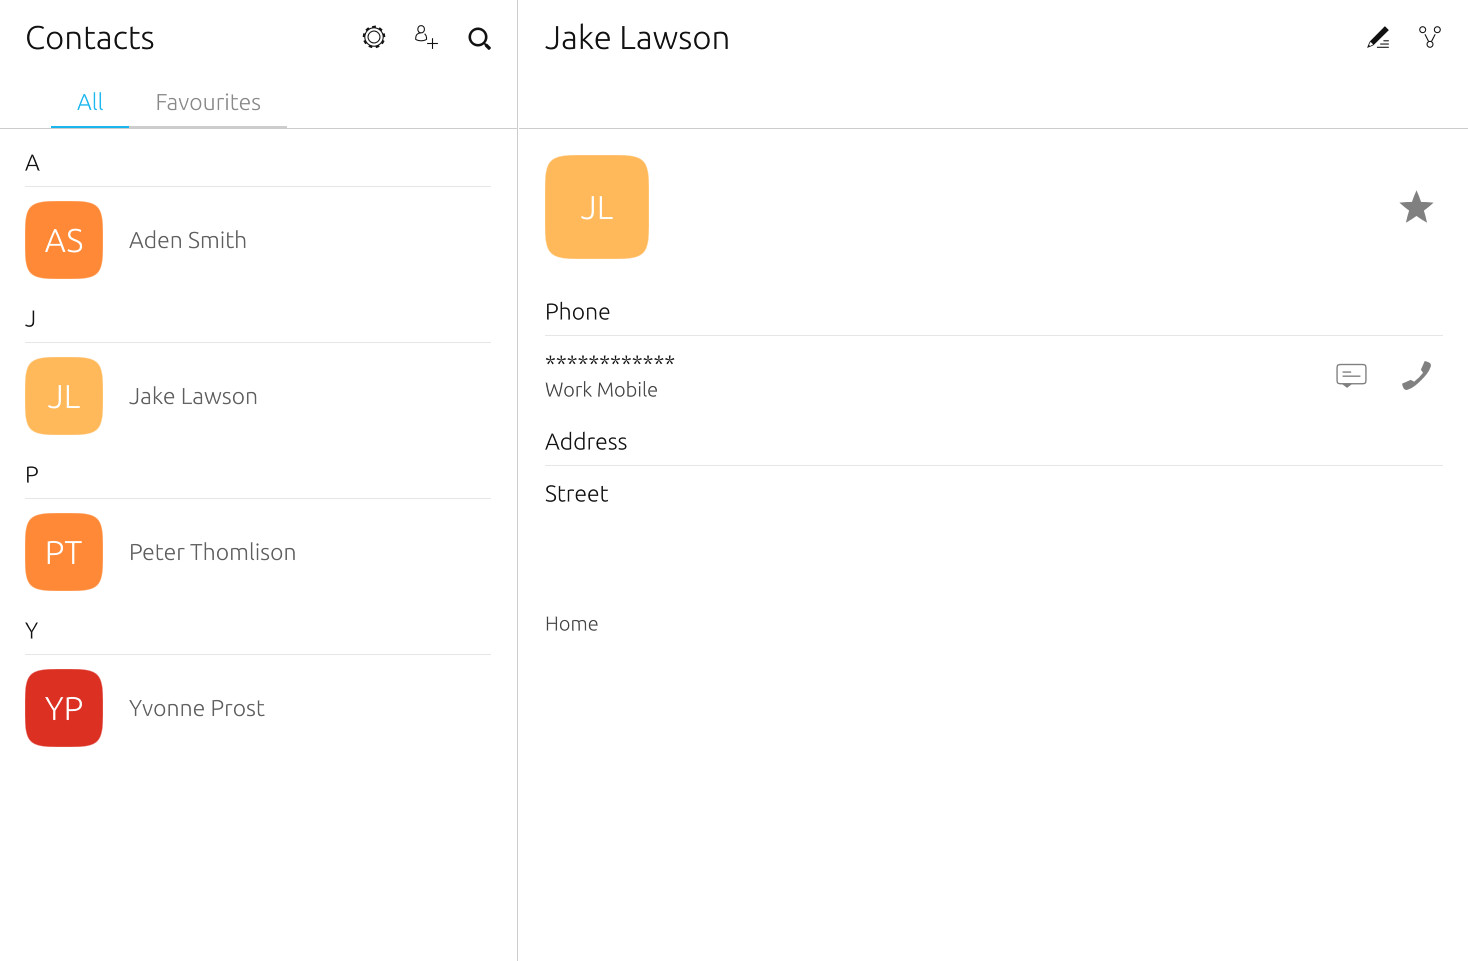 Contacts
All Favourites
A
AS Aden Smith
J
JL Jake Lawson
P
PT Peter Thomlison
Y
YP Yvonne Prost
Jake Lawson
JL
Phone
************
Work Mobile
Address
Street
Home